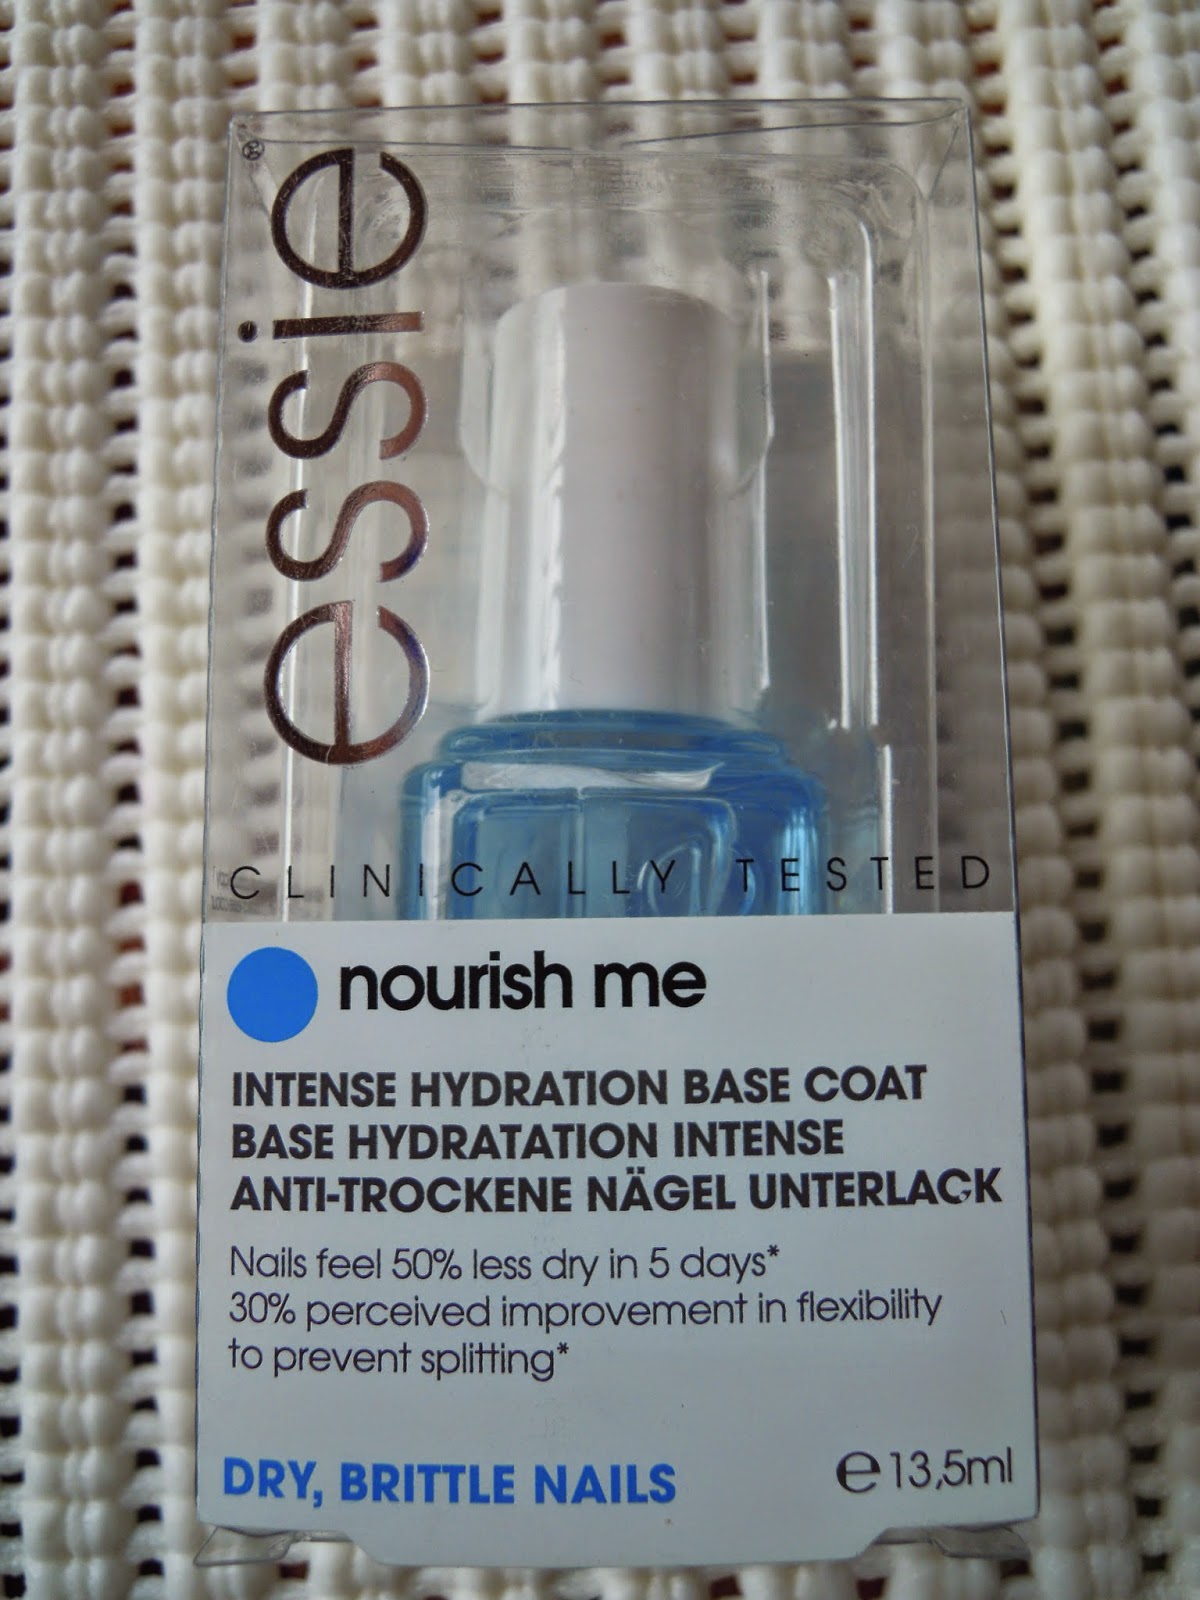 essie®
CLINICALLY TESTED
nourish me
INTENSE HYDRATION BASE COAT
BASE HYDRATATION INTENSE
ANTI-TROCKENE NÄGEL UNTERLACK
Nails feel 50% less dry in 5 days*
30% perceived improvement in flexibility
to prevent splitting*
DRY, BRITTLE NAILS
℮13,5ml